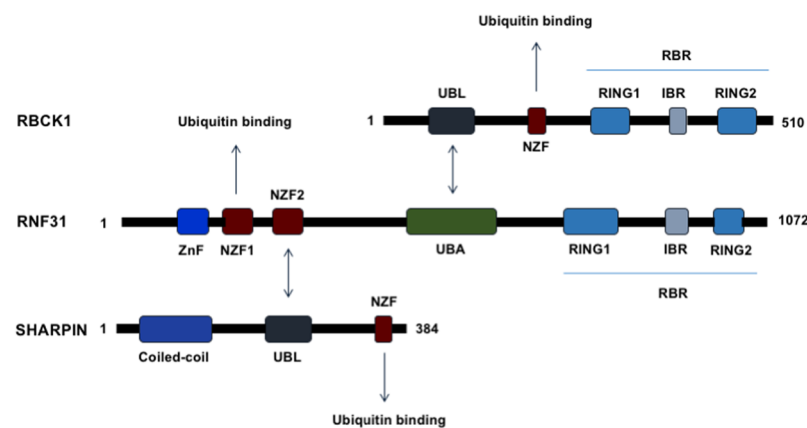 Ubiquitin binding
RBR
UBL
RING1 IBR RING2
RBCK1 1 510
NZF
Ubiquitin binding
NZF2
RNF31 1 1072
ZnF NZF1 UBA RING1 IBR RING2
RBR
NZF
SHARPIN 1 384
Coiled-coil UBL
Ubiquitin binding